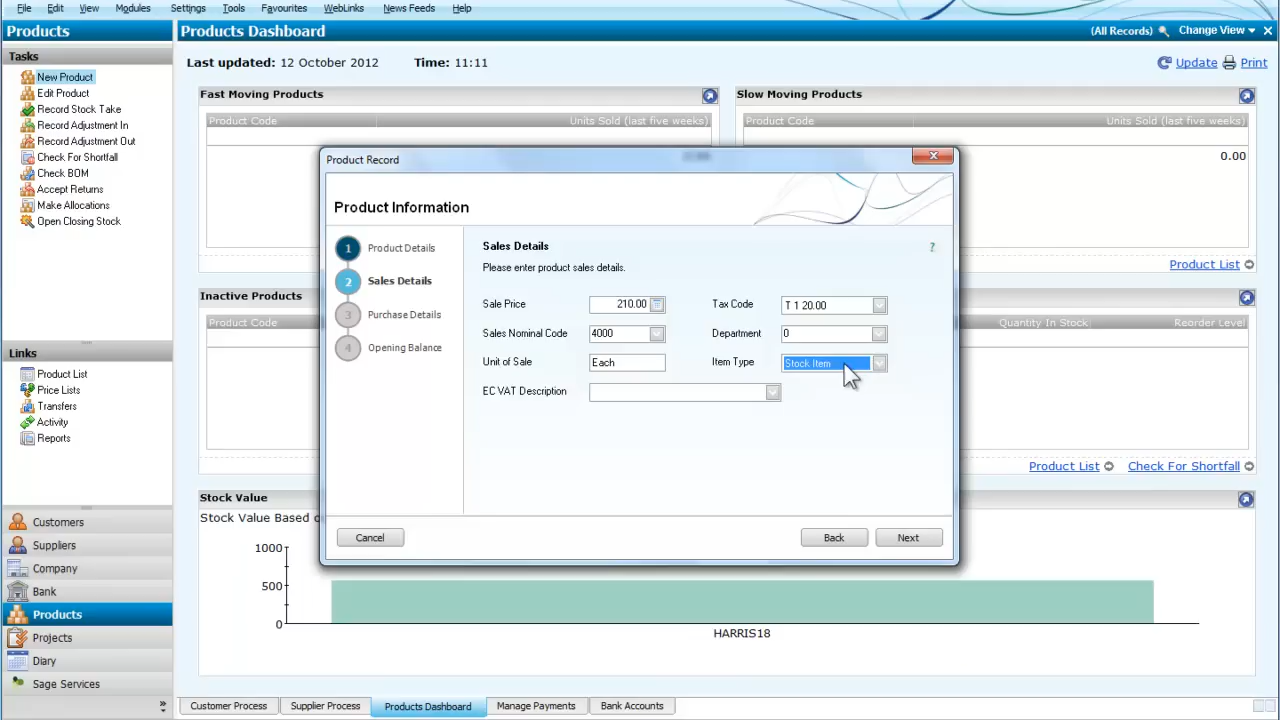 File Edit View Modules Settings Tools Favourites WebLinks News Feeds Help
Products
Products Dashboard
(All Records) Change View
Tasks
New Product
Edit Product
Record Stock Take
Record Adjustment In
Record Adjustment Out
Check For Shortfall
Check BOM
Accept Returns
Make Allocations
Open Closing Stock
Links
Product List
Price Lists
Transfers
Activity
Reports
Customers
Suppliers
Company
Bank
Products
Projects
Diary
Sage Services
Last updated: 12 October 2012 Time: 11:11
Update Print
Fast Moving Products
Product Code Units Sold (last five weeks)
Slow Moving Products
Product Code Units Sold (last five weeks)
0.00
Product List
Inactive Products
Product Code
Quantity In Stock Reorder Level
Product List Check For Shortfall
Stock Value
Stock Value Based o
1000
500
0
HARRIS18
Product Record
Product Information
1 Product Details
2 Sales Details
3 Purchase Details
4 Opening Balance
Sales Details
?
Please enter product sales details.
Sale Price 210.00 Tax Code T 1 20.00
Sales Nominal Code 4000 Department 0
Unit of Sale Each Item Type Stock Item
EC VAT Description
Cancel Back Next
Customer Process Supplier Process Products Dashboard Manage Payments Bank Accounts